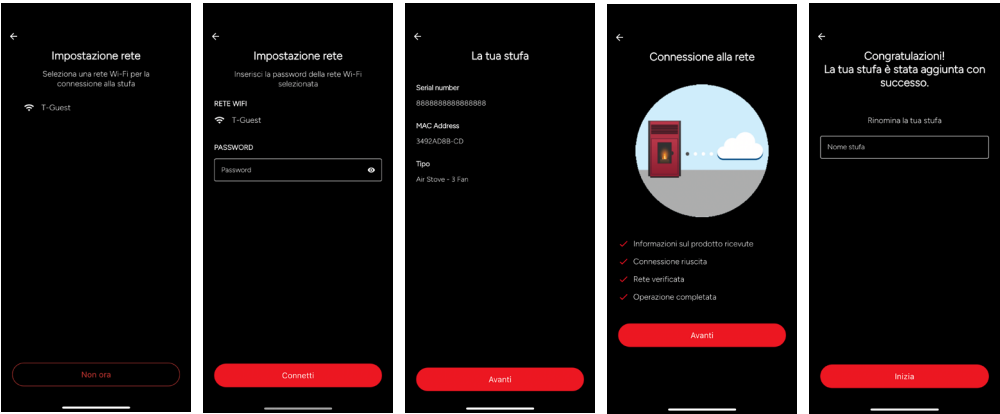 Impostazione rete
Seleziona una rete Wi-Fi per la
connessione alla stufa
T-Guest
Non ora
Impostazione rete
Inserisci la password della rete Wi-Fi
selezionata
RETE WIFI
T-Guest
PASSWORD
Password
Connetti
La tua stufa
Serial number
8888888888888888
MAC Address
3492AD8B-CD
Tipo
Air Stove - 3 Fan
Avanti
Connessione alla rete
Informazioni sul prodotto ricevute
Connessione riuscita
Rete verificata
Operazione completata
Avanti
Congratulazioni!
La tua stufa è stata aggiunta con
successo.
Rinomina la tua stufa
Nome stufa
Inizia